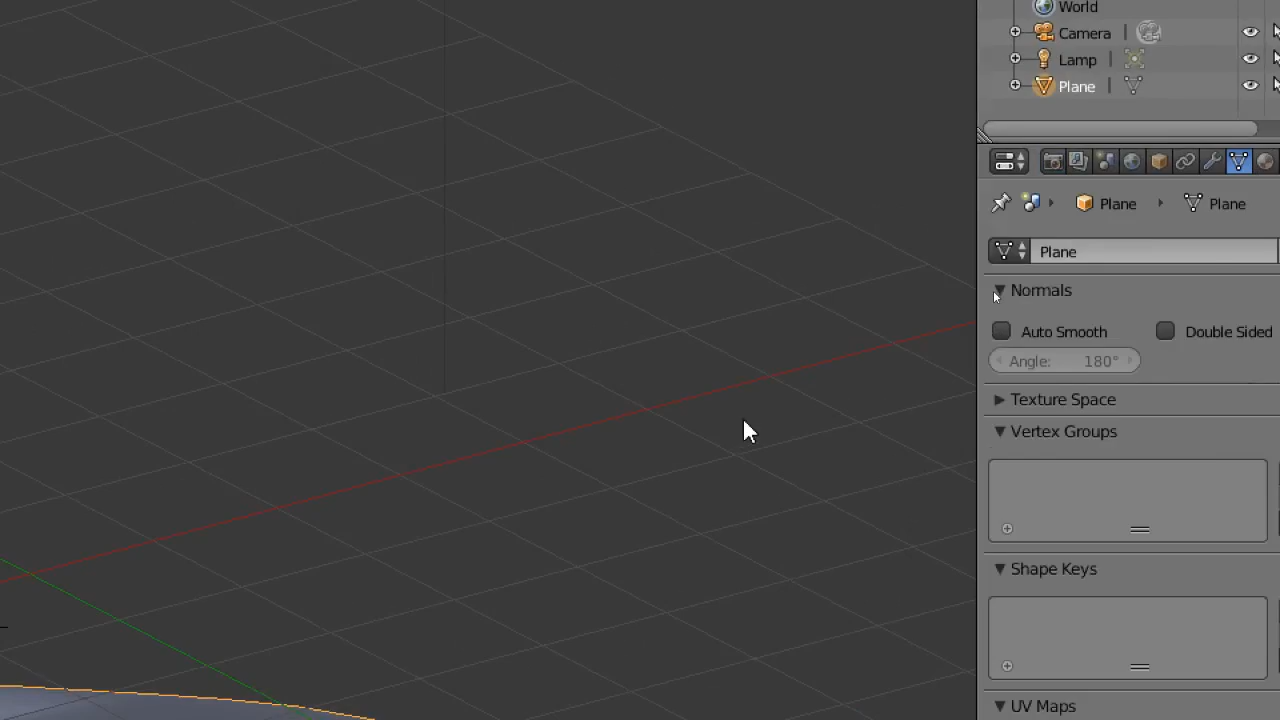 World
Camera
Lamp
Plane
Plane Plane
Plane
Normals
Auto Smooth Double Sided
Angle: 180°
Texture Space
Vertex Groups
Shape Keys
UV Maps